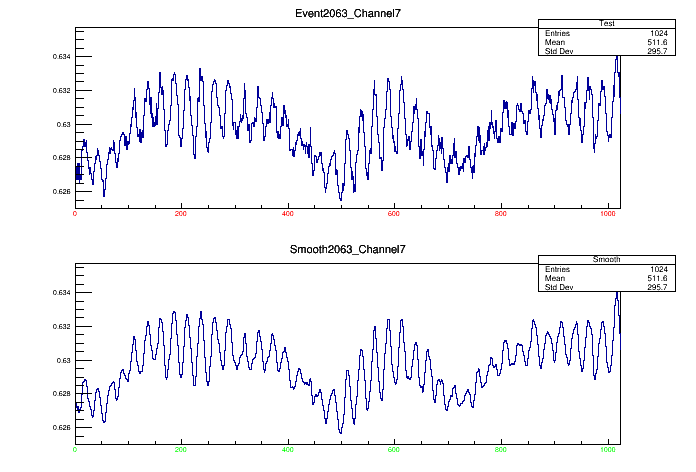 Event2063_Channel7
Test
Entries 1024
Mean 511.6
Std Dev 295.7
0.634
0.632
0.63
0.628
0.626
0 200 400 600 800 1000
Smooth2063_Channel7
Smooth
Entries 1024
Mean 511.6
Std Dev 295.7
0.634
0.632
0.63
0.628
0.626
0 200 400 600 800 1000